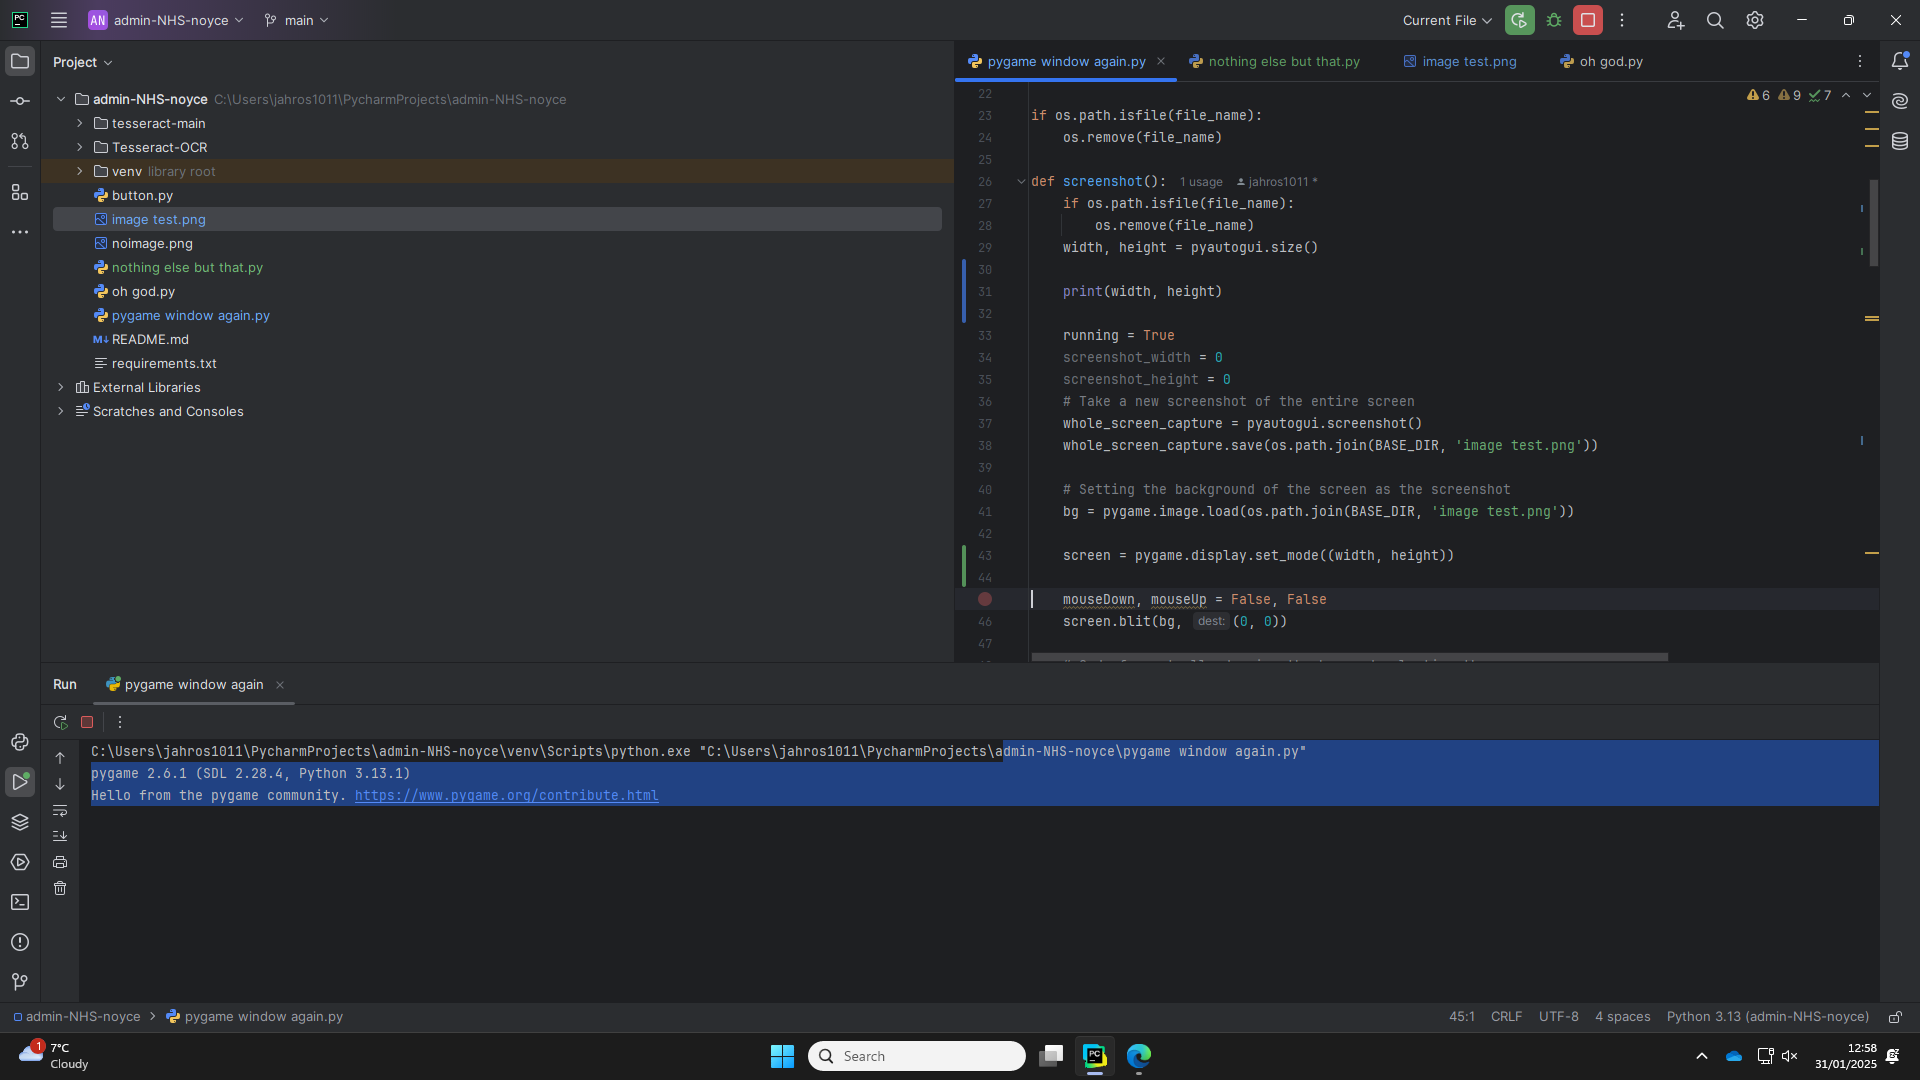 PC
AN admin-NHS-noyce
main
Current File
Project
admin-NHS-noyce C:\Users\jahros1011\PycharmProjects\admin-NHS-noyce
tesseract-main
Tesseract-OCR
venv library root
button.py
image test.png
noimage.png
nothing else but that.py
oh god.py
pygame window again.py
M↓ README.md
requirements.txt
External Libraries
Scratches and Consoles
pygame window again.py
nothing else but that.py
image test.png
oh god.py
6 9 7
22
23 if os.path.isfile(file_name):
24 os.remove(file_name)
25
26 def screenshot(): 1 usage jahros1011 *
27 if os.path.isfile(file_name):
28 os.remove(file_name)
29 width, height = pyautogui.size()
30
31 print(width, height)
32
33 running = True
34 screenshot_width = 0
35 screenshot_height = 0
36 # Take a new screenshot of the entire screen
37 whole_screen_capture = pyautogui.screenshot()
38 whole_screen_capture.save(os.path.join(BASE_DIR, 'image test.png'))
39
40 # Setting the background of the screen as the screenshot
41 bg = pygame.image.load(os.path.join(BASE_DIR, 'image test.png'))
42
43 screen = pygame.display.set_mode((width, height))
44
mouseDown, mouseUp = False, False
46 screen.blit(bg, dest: (0, 0))
47
Run
pygame window again
C:\Users\jahros1011\PycharmProjects\admin-NHS-noyce\venv\Scripts\python.exe "C:\Users\jahros1011\PycharmProjects\admin-NHS-noyce\pygame window again.py"
pygame 2.6.1 (SDL 2.28.4, Python 3.13.1)
Hello from the pygame community. https://www.pygame.org/contribute.html
admin-NHS-noyce > pygame window again.py
45:1 CRLF UTF-8 4 spaces Python 3.13 (admin-NHS-noyce)
1
7°C
Cloudy
Search
PC
12:58
31/01/2025